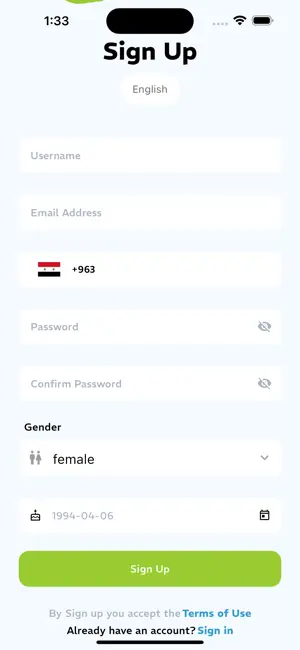 1:33
Sign Up
English
Username
Email Address
+963
Password
Confirm Password
Gender
female
1994-04-06
Sign Up
By Sign up you accept the Terms of Use
Already have an account? Sign in